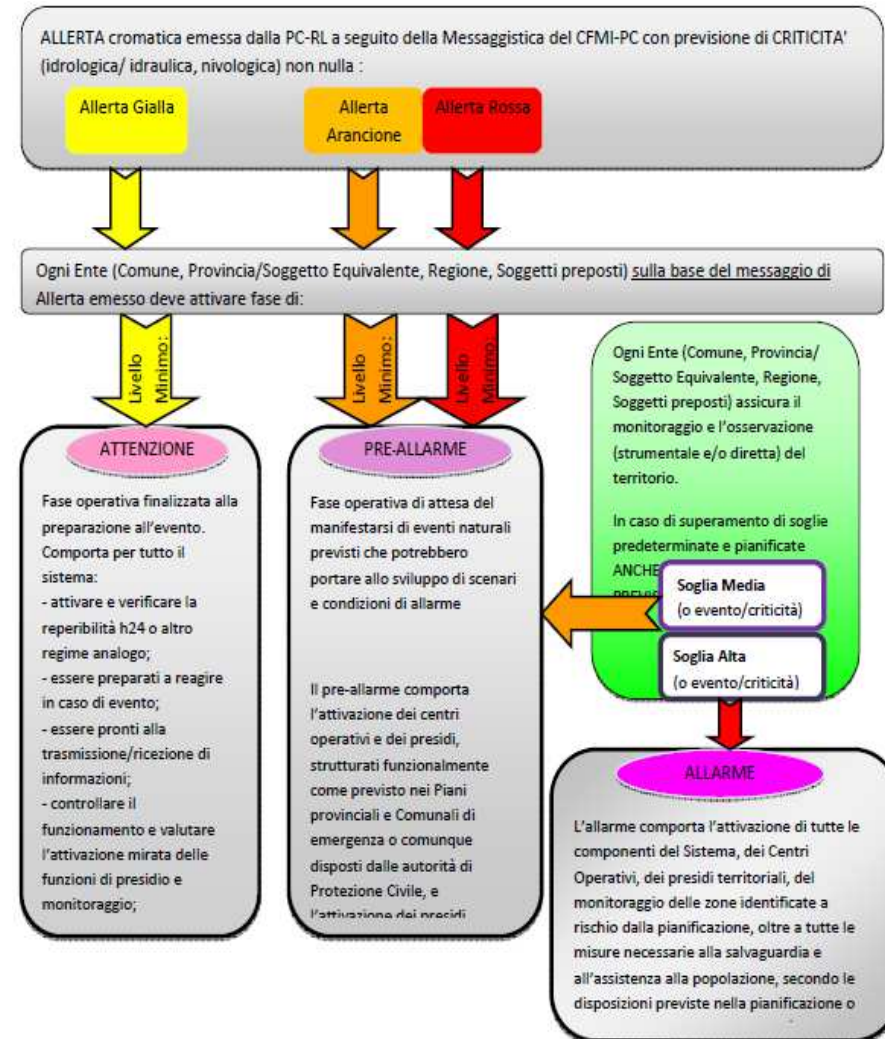 ALLERTA cromatica emessa dalla PC-RL a seguito della Messaggistica del CFMI-PC con previsione di CRITICITA'
(idrologica/ idraulica, nivologica) non nulla :
Allerta Gialla
Allerta
Arancione
Allerta Rossa
Ogni Ente (Comune, Provincia/Soggetto Equivalente, Regione, Soggetti preposti) sulla base del messaggio di
Allerta emesso deve attivare fase di:
Livello
Minimo:
Livello
Minimo:
Livello
Minimo:
ATTENZIONE
Fase operativa finalizzata alla
preparazione all'evento.
Comporta per tutto il
sistema:
- attivare e verificare la
reperibilità h24 o altro
regime analogo;
- essere preparati a reagire
in caso di evento;
- essere pronti alla
trasmissione/ricezione di
informazioni;
- controllare il
funzionamento e valutare
l'attivazione mirata delle
funzioni di presidio e
monitoraggio;
PRE-ALLARME
Fase operativa di attesa del
manifestarsi di eventi naturali
previsti che potrebbero
portare allo sviluppo di scenari
e condizioni di allarme
Il pre-allarme comporta
l'attivazione dei centri
operativi e dei presidi,
strutturati funzionalmente
come previsto nei Piani
provinciali e Comunali di
emergenza o comunque
disposti dalle autorità di
Protezione Civile, e
l'attivazione dei presidi
Ogni Ente (Comune, Provincia/
Soggetto Equivalente, Regione,
Soggetti preposti) assicura il
monitoraggio e l'osservazione
(strumentale e/o diretta) del
territorio.
In caso di superamento di soglie
predeterminate e pianificate
ANCHE
Soglia Media
(o evento/criticità)
Soglia Alta
(o evento/criticità)
ALLARME
L'allarme comporta l'attivazione di tutte le
componenti del Sistema, dei Centri
Operativi, dei presidi territoriali, del
monitoraggio delle zone identificate a
rischio dalla pianificazione, oltre a tutte le
misure necessarie alla salvaguardia e
all'assistenza alla popolazione, secondo le
disposizioni previste nella pianificazione o